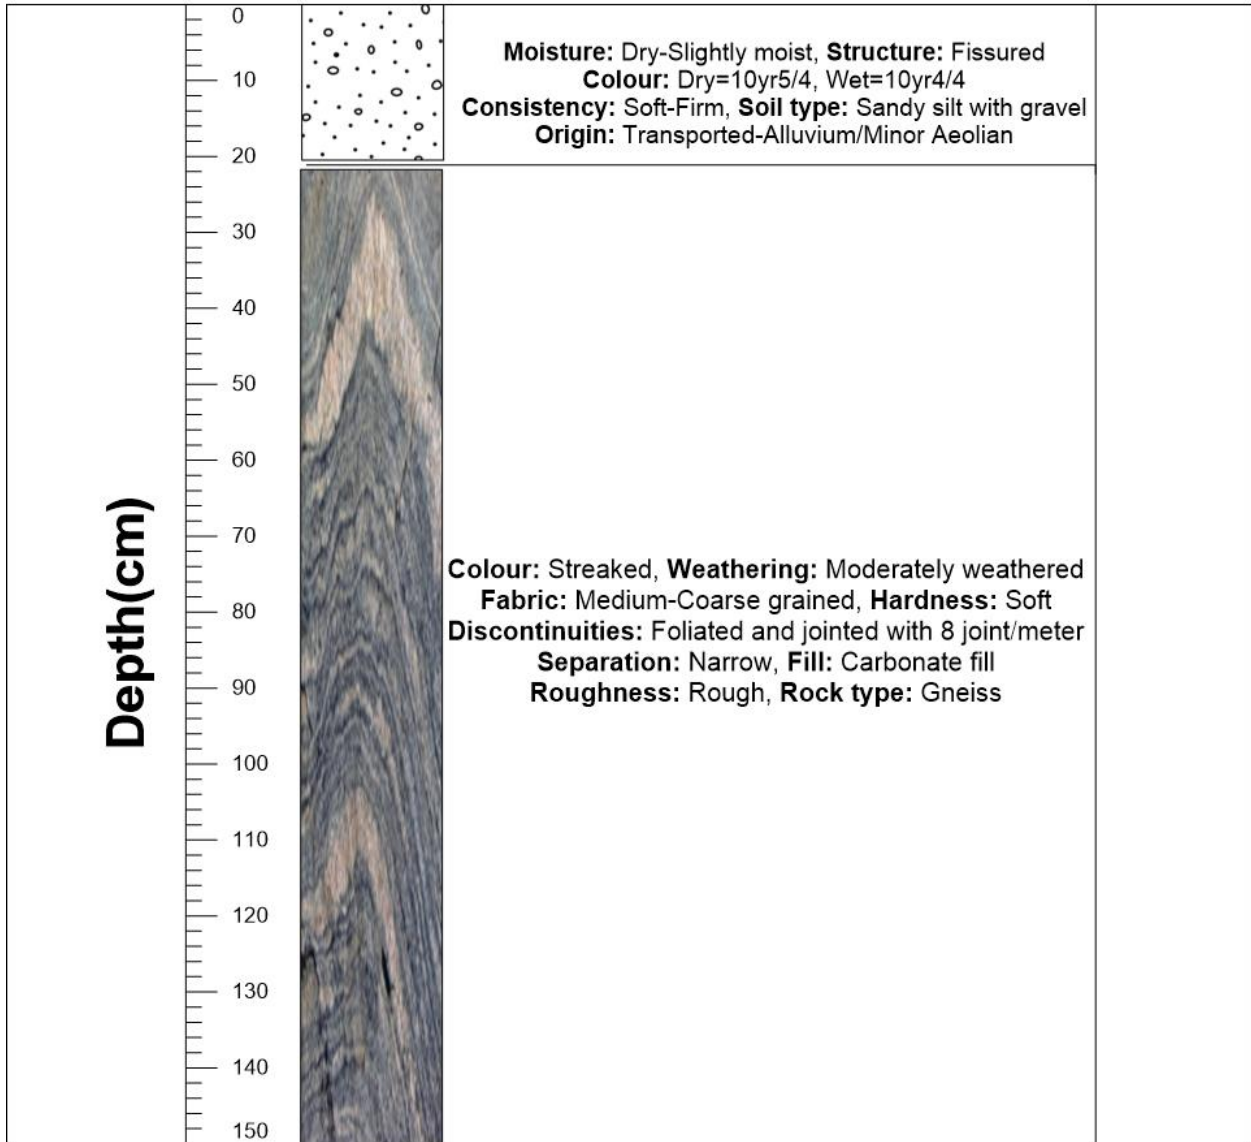 0
Moisture: Dry-Slightly moist, Structure: Fissured
10
Colour: Dry=10yr5/4, Wet=10yr4/4
Consistency: Soft-Firm, Soil type: Sandy silt with gravel
Origin: Transported-Alluvium/Minor Aeolian
20
30
40
50
60
70
Depth(cm)
Colour: Streaked, Weathering: Moderately weathered
Fabric: Medium-Coarse grained, Hardness: Soft
80
Discontinuities: Foliated and jointed with 8 joint/meter
Separation: Narrow, Fill: Carbonate fill
90
Roughness: Rough, Rock type: Gneiss
100
110
120
130
140
150